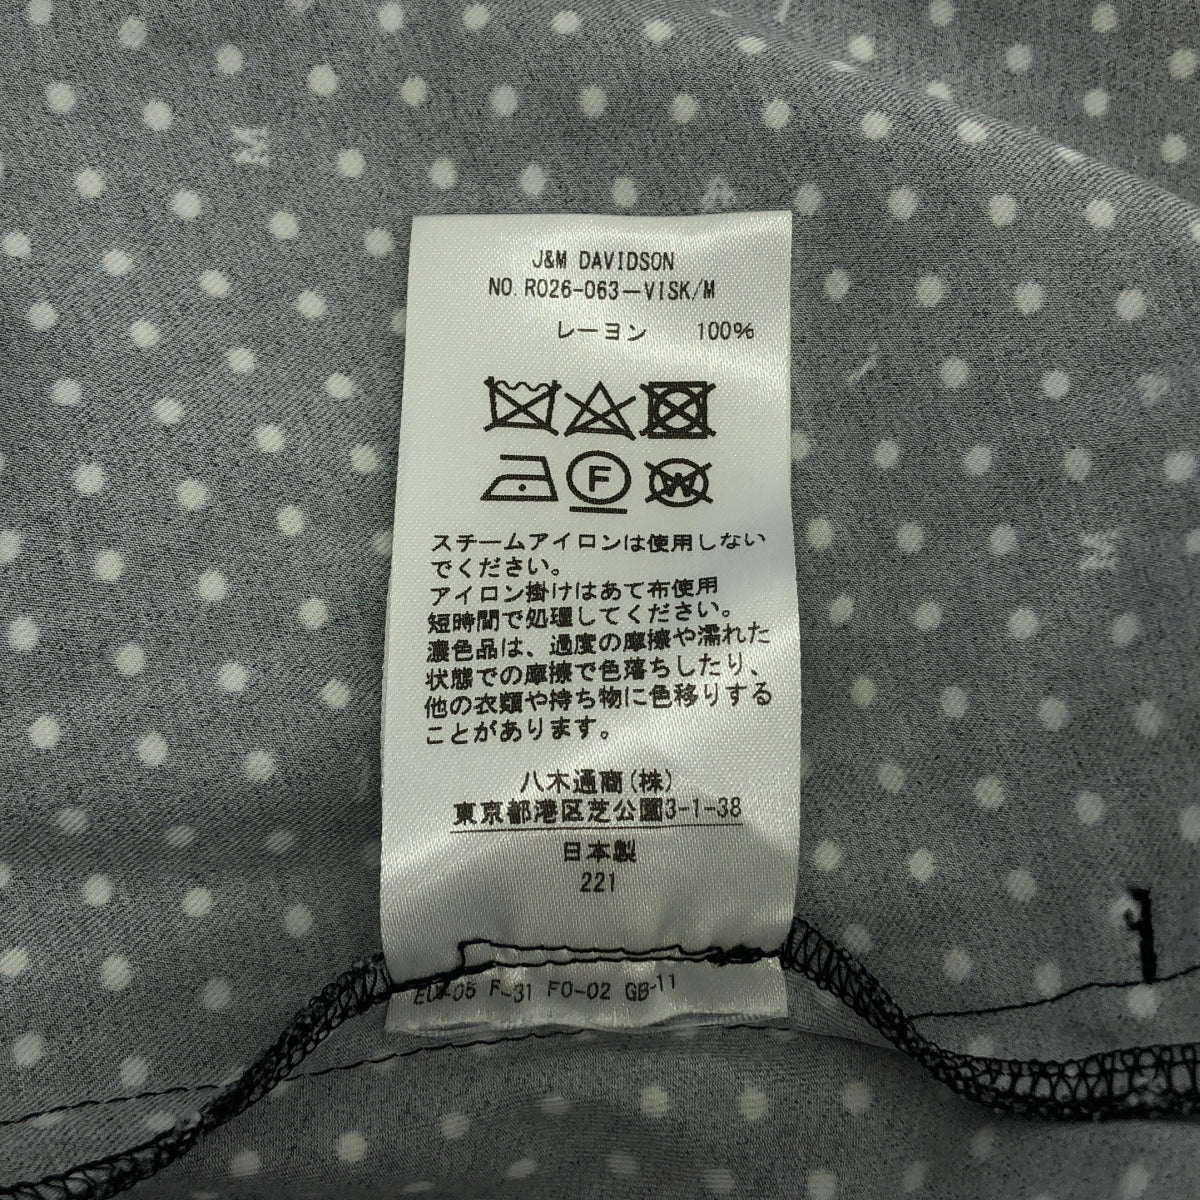 J&M DAVIDSON
NO. R026-063-VISK/M
レーヨン 100%
F
W
スチームアイロンは使用しない
でください。
アイロン掛けはあて布使用
短時間で処理してください。
濃色品は、過度の摩擦や濡れた
状態での摩擦で色落ちしたり、
他の衣類や持ち物に色移りする
ことがあります。
八木通商(株)
東京都港区芝公園3-1-38
日本製
221
F-31 FO-02 GB-11